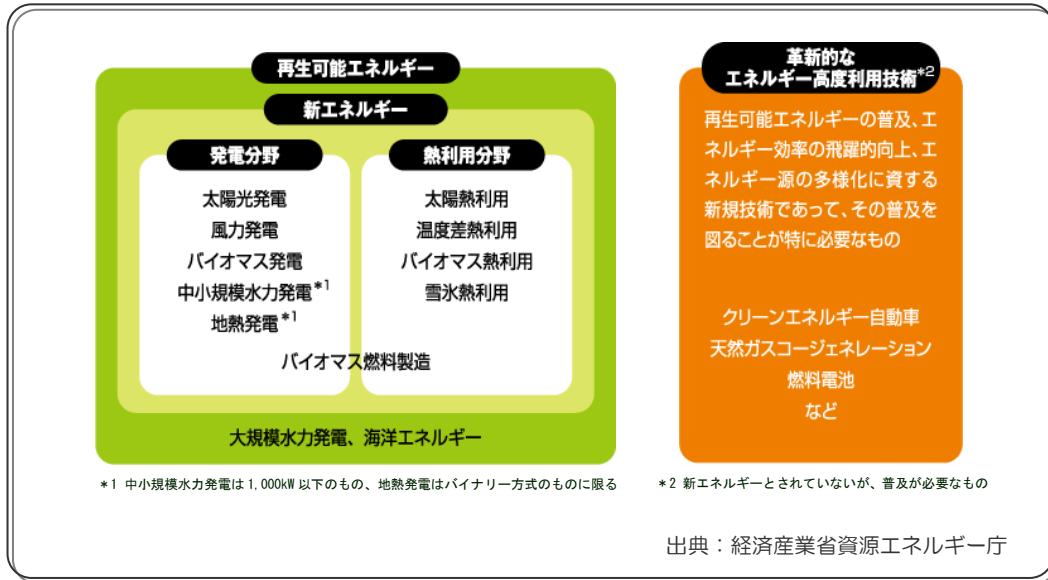 再生可能エネルギー
新エネルギー
発電分野
太陽光発電
風力発電
バイオマス発電
中小規模水力発電*1
地熱発電*1
熱利用分野
太陽熱利用
温度差熱利用
バイオマス熱利用
雪氷熱利用
バイオマス燃料製造
大規模水力発電、海洋エネルギー
*1 中小規模水力発電は1,000kW以下のもの、地熱発電はバイナリー方式のものに限る
革新的な
エネルギー高度利用技術*2
再生可能エネルギーの普及、エ
ネルギー効率の飛躍的向上、エ
ネルギー源の多様化に資する
新規技術であって、その普及を
図ることが特に必要なもの
クリーンエネルギー自動車
天然ガスコージェネレーション
燃料電池
など
*2 新エネルギーとされていないが、普及が必要なもの
出典：経済産業省資源エネルギー庁